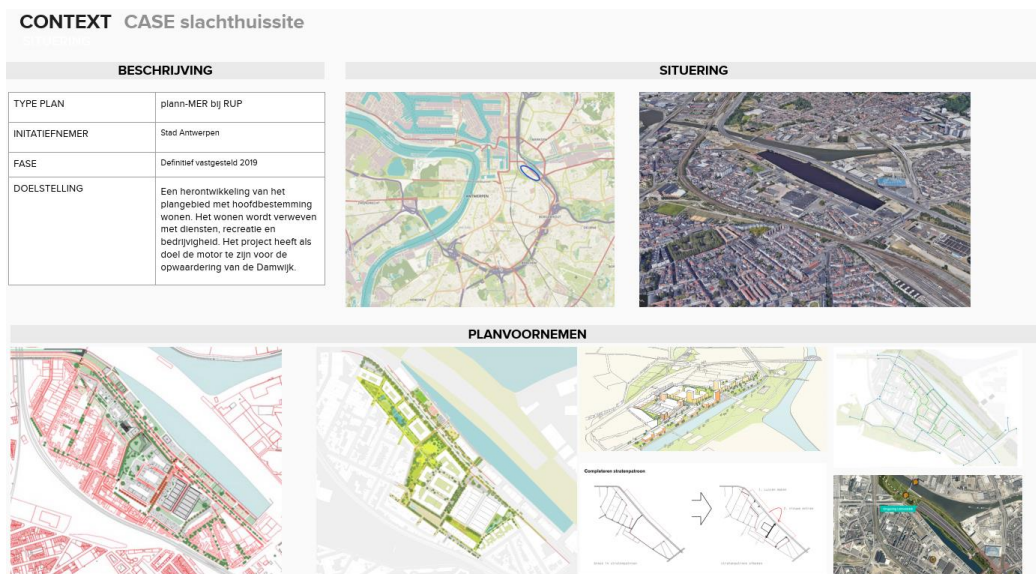 CONTEXT CASE slachthuissite
BESCHRIJVING
SITUERING
TYPE PLAN
plann-MER bij RUP
INITATIEFNEMER
Stad Antwerpen
FASE
Definitief vastgesteld 2019
DOELSTELLING
Een herontwikkeling van het
plangebied met hoofdbestemming
wonen. Het wonen wordt verweven
met diensten, recreatie en
bedrijvigheid. Het project heeft als
doel de motor te zijn voor de
opwaardering van de Damwijk.
ANTWERPEN
PLANVOORNEMEN
Completeren stratenpatroon